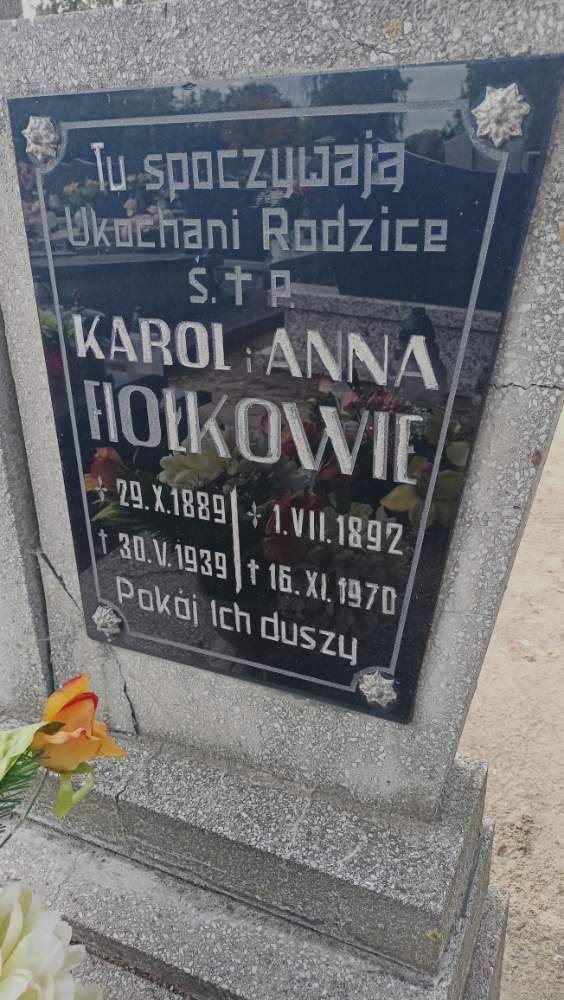 Tu spoczywają
Ukochani Rodzice
Ś. † P.
KAROL i ANNA
FIOŁKOWIE
* 29.X.1889 * 1.VII.1892
† 30.V.1939 † 16.XI.1970
Pokój Ich duszy